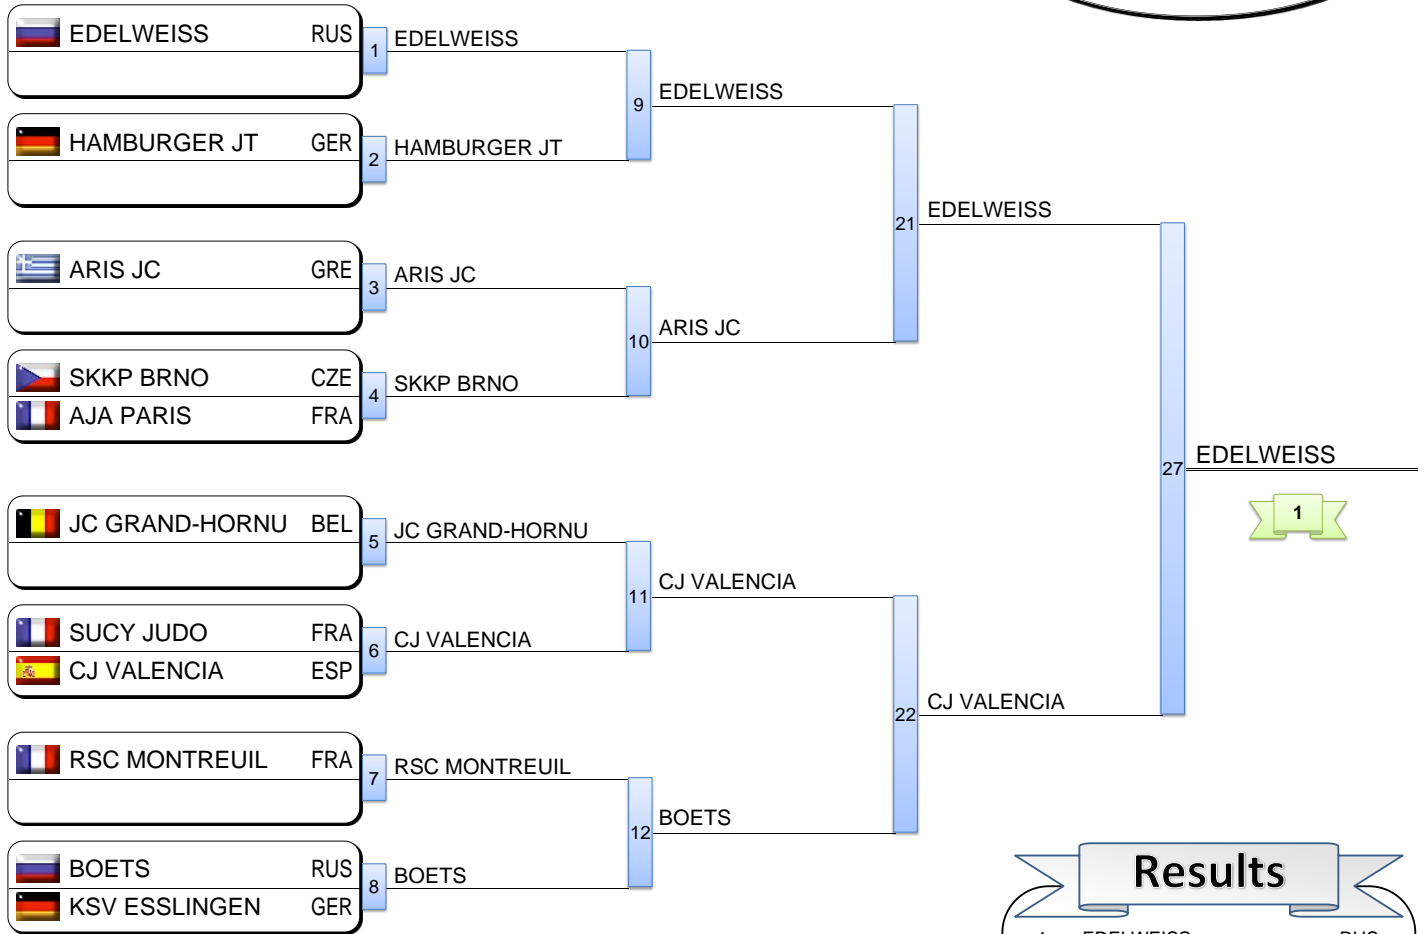 EDELWEISS RUS
1 EDELWEISS
9 EDELWEISS
HAMBURGER JT GER
2 HAMBURGER JT
21 EDELWEISS
ARIS JC GRE
3 ARIS JC
10 ARIS JC
SKKP BRNO CZE
4 SKKP BRNO
AJA PARIS FRA
27 EDELWEISS
1
JC GRAND-HORNU BEL
5 JC GRAND-HORNU
11 CJ VALENCIA
SUCY JUDO FRA
6 CJ VALENCIA
CJ VALENCIA ESP
22 CJ VALENCIA
RSC MONTREUIL FRA
7 RSC MONTREUIL
12 BOETS
BOETS RUS
8 BOETS
KSV ESSLINGEN GER
Results
1 EDELWEISS RUS